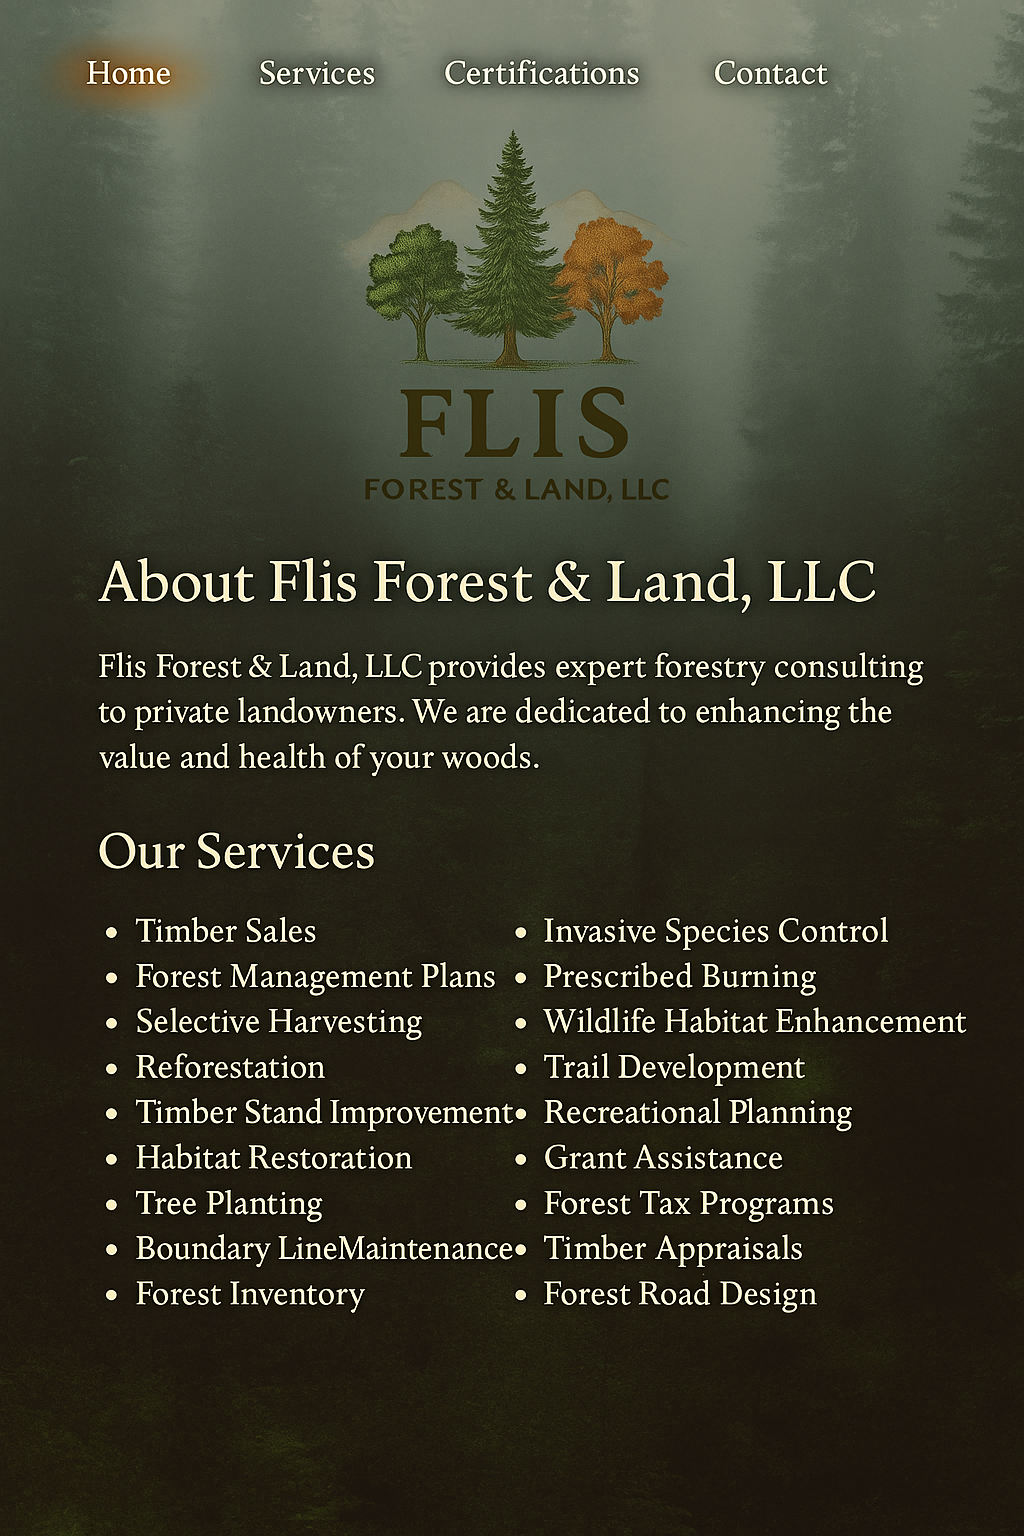 Home Services Certifications Contact
FLIS
FOREST & LAND, LLC
About Flis Forest & Land, LLC
Flis Forest & Land, LLC provides expert forestry consulting
to private landowners. We are dedicated to enhancing the
value and health of your woods.
Our Services
• Timber Sales
• Forest Management Plans
• Selective Harvesting
• Reforestation
• Timber Stand Improvement
• Habitat Restoration
• Tree Planting
• Boundary LineMaintenance
• Forest Inventory
• Invasive Species Control
• Prescribed Burning
• Wildlife Habitat Enhancement
• Trail Development
• Recreational Planning
• Grant Assistance
• Forest Tax Programs
• Timber Appraisals
• Forest Road Design